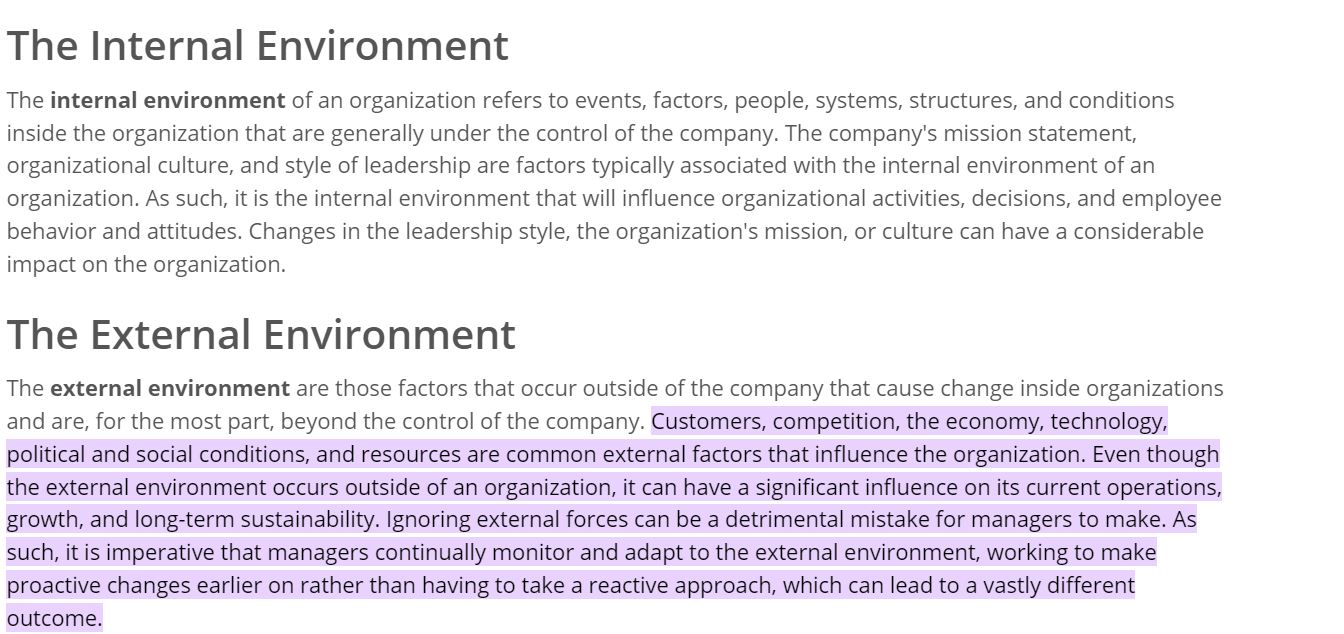 The Internal Environment
The internal environment of an organization refers to events, factors, people, systems, structures, and conditions
inside the organization that are generally under the control of the company. The company's mission statement,
organizational culture, and style of leadership are factors typically associated with the internal environment of an
organization. As such, it is the internal environment that will influence organizational activities, decisions, and employee
behavior and attitudes. Changes in the leadership style, the organization's mission, or culture can have a considerable
impact on the organization.
The External Environment
The external environment are those factors that occur outside of the company that cause change inside organizations
and are, for the most part, beyond the control of the company. Customers, competition, the economy, technology,
political and social conditions, and resources are common external factors that influence the organization. Even though
the external environment occurs outside of an organization, it can have a significant influence on its current operations,
growth, and long-term sustainability. Ignoring external forces can be a detrimental mistake for managers to make. As
such, it is imperative that managers continually monitor and adapt to the external environment, working to make
proactive changes earlier on rather than having to take a reactive approach, which can lead to a vastly different
outcome.